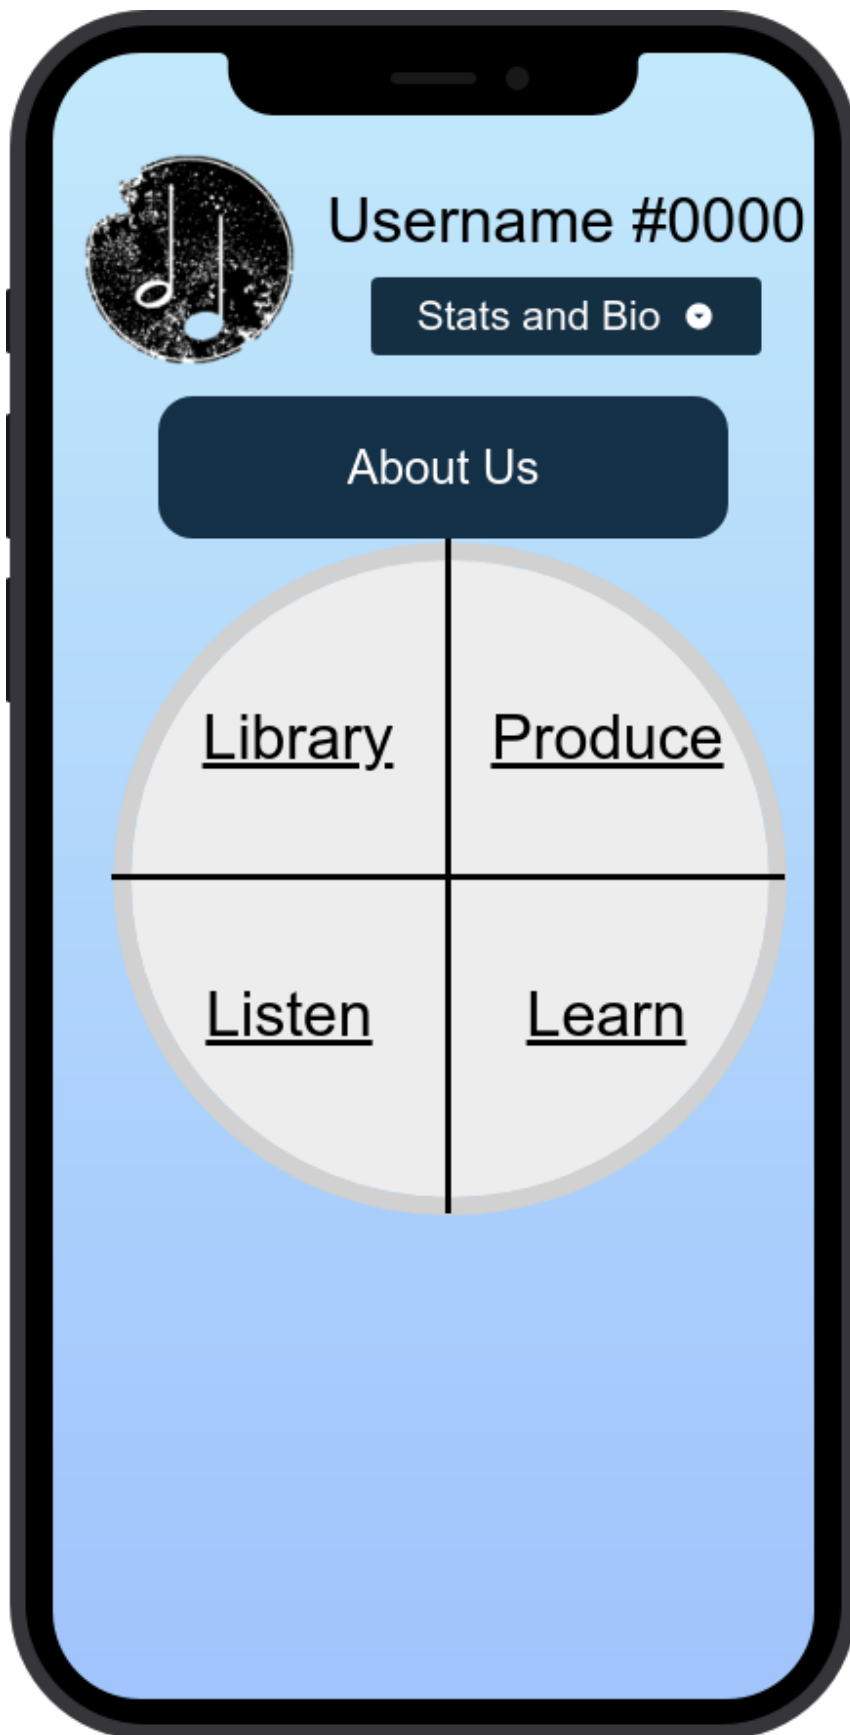 Username #0000
Stats and Bio
About Us
Library
Produce
Listen
Learn